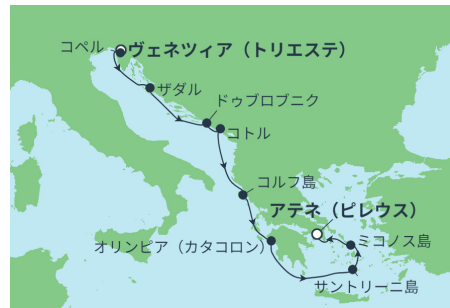 コペル
ヴェネツィア（トリエステ）
ザダル
ドゥブロブニク
コトル
コルフ島
アテネ（ピレウス）
オリンピア（カタコロン）
ミコノス島
サントリーニ島